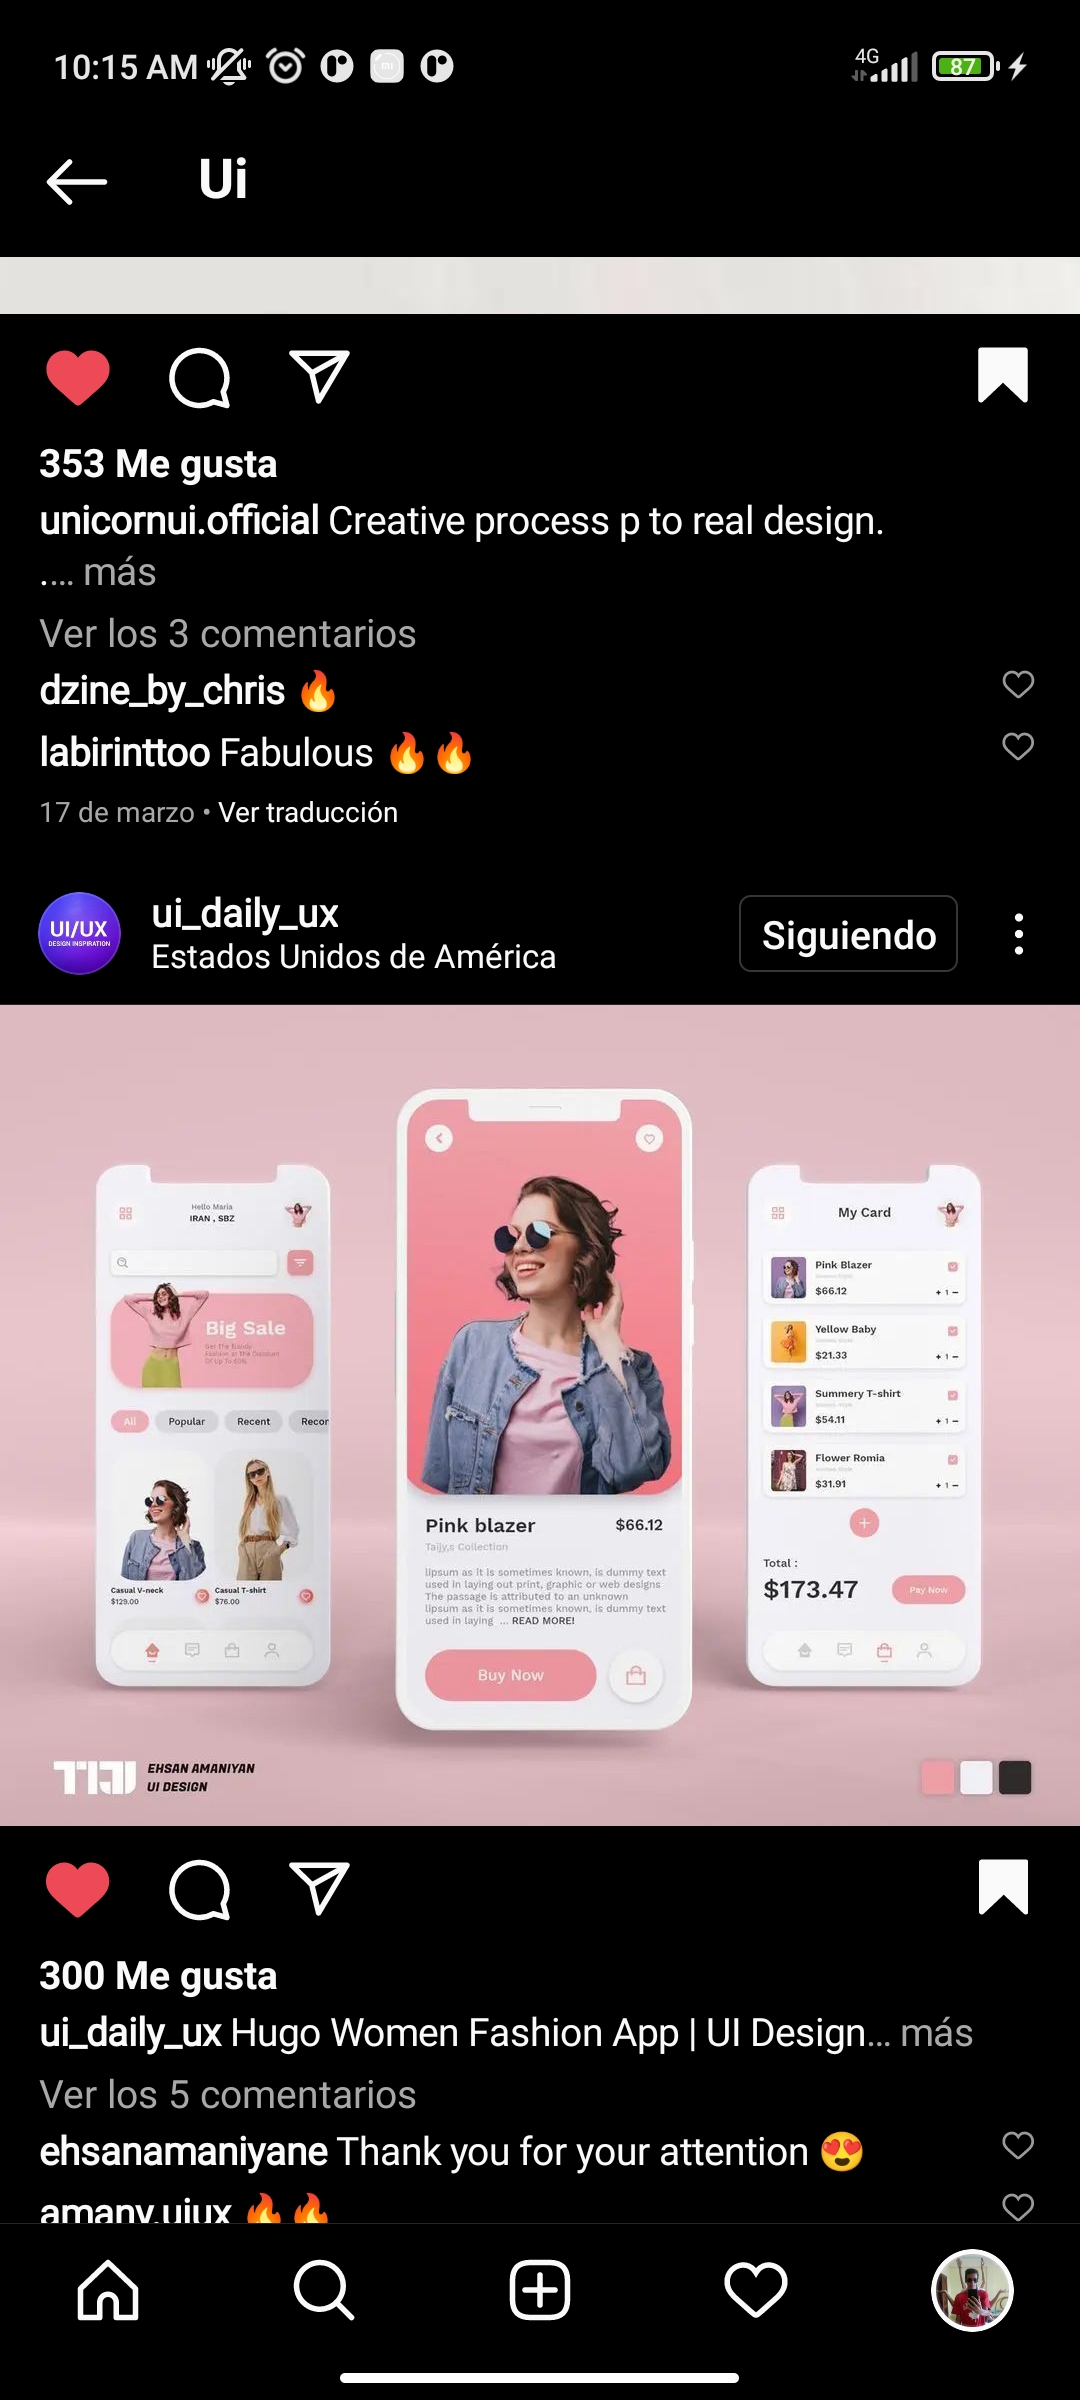 10:15 AM
4G
87
Ui
353 Me gusta
unicornui.official Creative process p to real design.
.... más
Ver los 3 comentarios
dzine_by_chris 🔥
labirinttoo Fabulous 🔥🔥
17 de marzo • Ver traducción
UI/UX
DESIGN INSPIRATION
ui_daily_ux
Estados Unidos de América
Siguiendo
Hello Maria
IRAN , SBZ
Big Sale
Fashion at the Discount
Of Up To 60%
All Popular Recent Recor
Casual V-neck
$129.00
Casual T-shirt
$76.00
Pink blazer $66.12
Taijy,s Collection
lipsum as it is sometimes known, is dummy text
used in laying out print, graphic or web designs
The passage is attributed to an unknown
lipsum as it is sometimes known, is dummy text
used in laying ... READ MORE!
Buy Now
My Card
Pink Blazer
$66.12
+ 1 −
Yellow Baby
$21.33
+ 1 −
Summery T-shirt
$54.11
+ 1 −
Flower Romia
$31.91
+ 1 −
Total :
$173.47
Pay Now
TIJI
EHSAN AMANIYAN
UI DESIGN
300 Me gusta
ui_daily_ux Hugo Women Fashion App | UI Design... más
Ver los 5 comentarios
ehsanamaniyane Thank you for your attention 😍
amany.uiux 🔥🔥